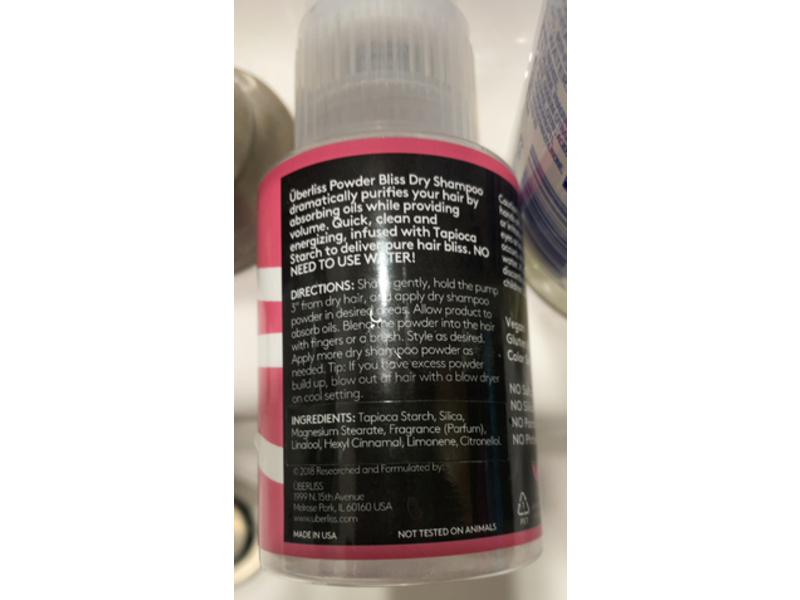 Überliss Powder Bliss Dry Shampoo
dramatically purifies your hair by
absorbing oils while providing
volume. Quick, clean and
energizing, infused with Tapioca
Starch to deliver pure hair bliss. NO
NEED TO USE WATER!
DIRECTIONS: Shake gently, hold the pump
3" from dry hair, and apply dry shampoo
powder in desired areas. Allow product to
absorb oils. Blend the powder into the hair
with fingers or a brush. Style as desired.
Apply more dry shampoo powder as
needed. Tip: If you have excess powder
build up, blow out of hair with a blow dryer
on cool setting.
INGREDIENTS: Tapioca Starch, Silica,
Magnesium Stearate, Fragrance (Parfum),
Linalool, Hexyl Cinnamal, Limonene, Citronellol.
© 2018 Researched and Formulated by:
ÜBERLISS
1999 N. 15th Avenue
Melrose Park, IL 60160 USA
www.uberliss.com
MADE IN USA
NOT TESTED ON ANIMALS
Vegan
Gluten
Color
NO
NO
NO
NO